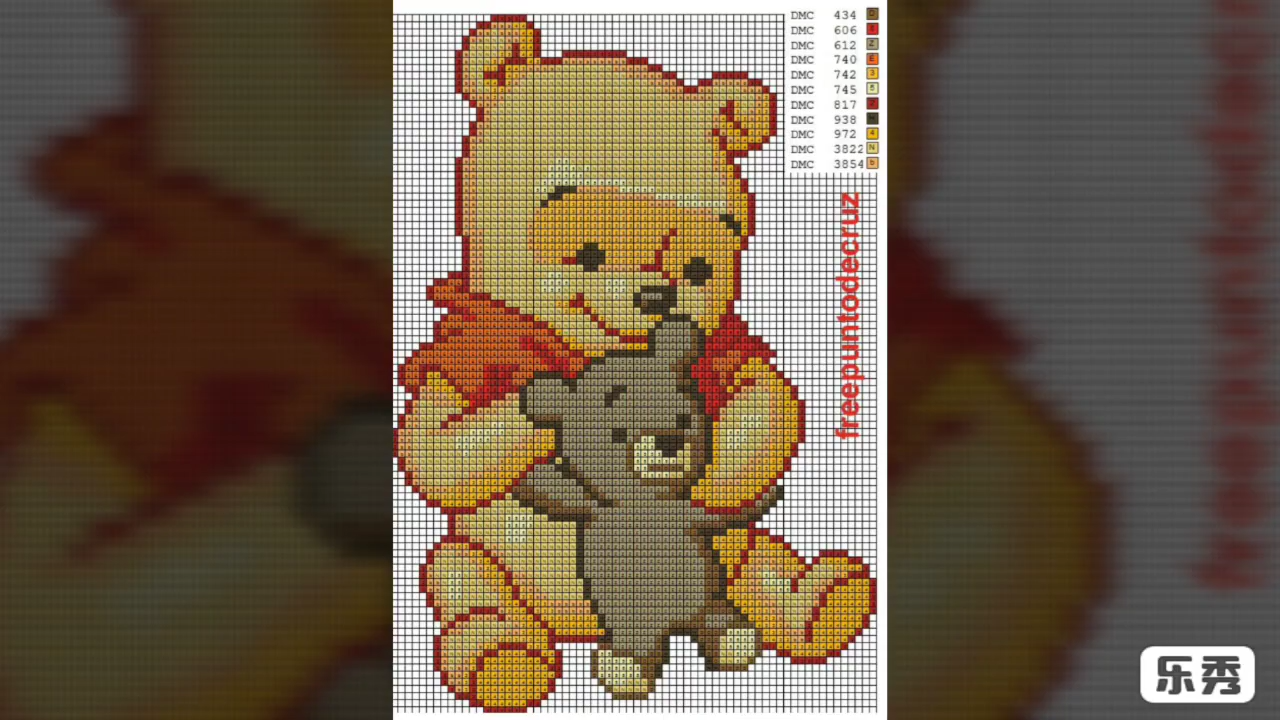 DMC 434
DMC 606
DMC 612
DMC 740
DMC 742
DMC 745
DMC 817
DMC 938
DMC 972
DMC 3822
DMC 3854
freepuntodecruz
乐秀